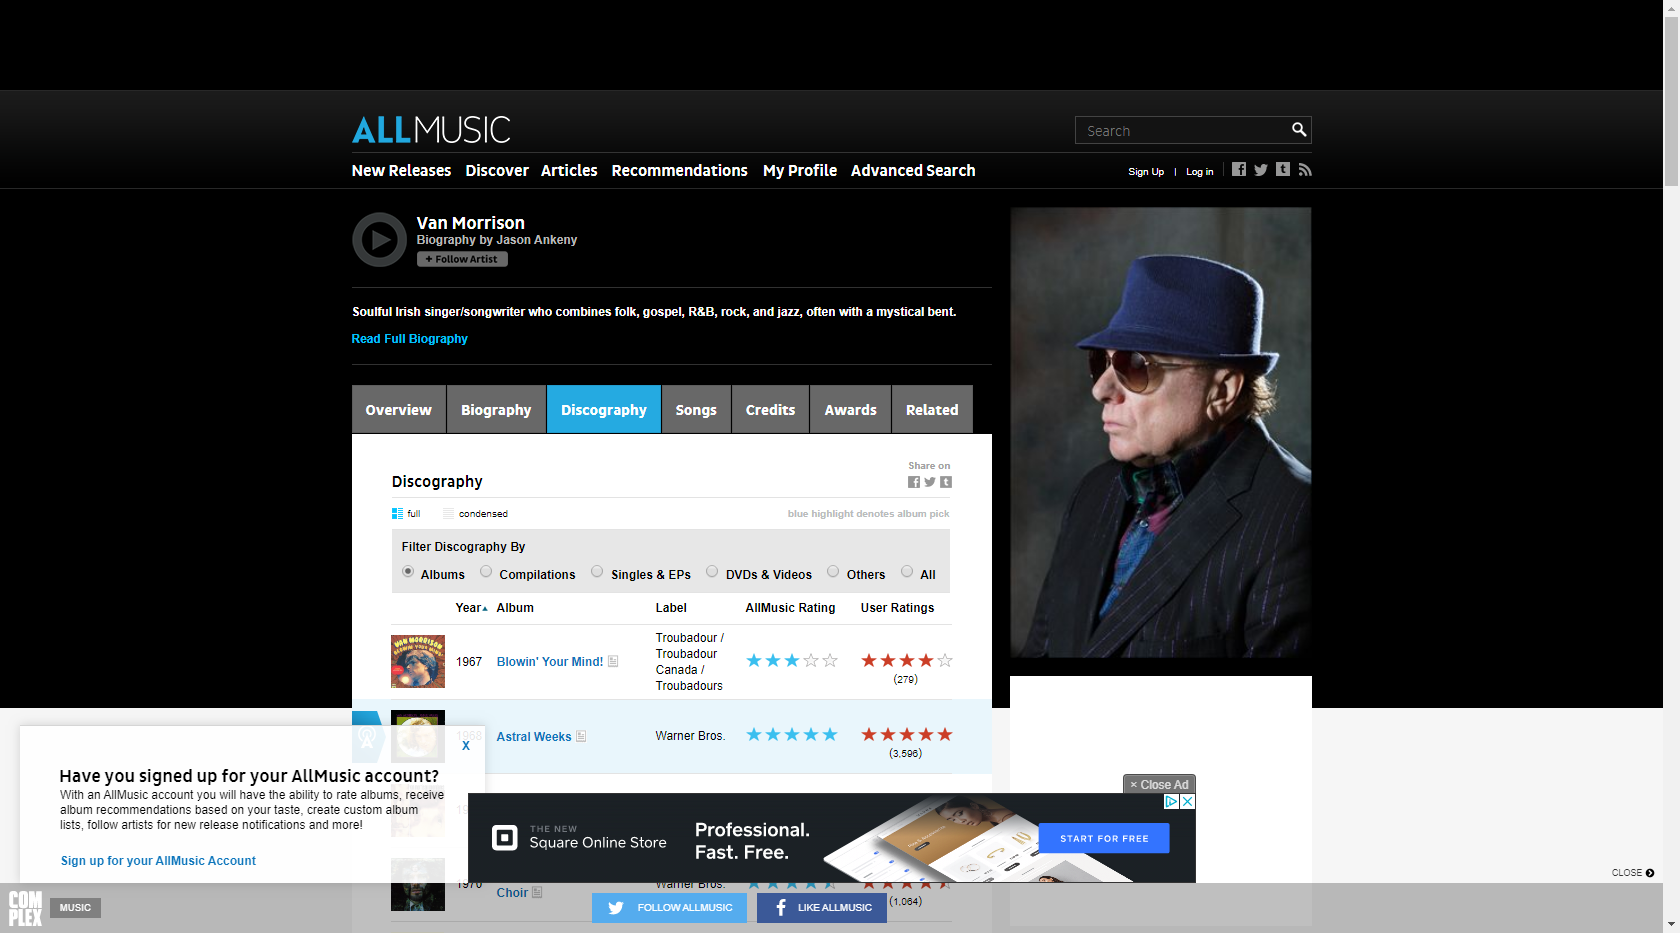 ALLMUSIC
Search
New Releases Discover Articles Recommendations My Profile Advanced Search
Sign Up | Log in
Van Morrison
Biography by Jason Ankeny
+ Follow Artist
Soulful Irish singer/songwriter who combines folk, gospel, R&B, rock, and jazz, often with a mystical bent.
Read Full Biography
Overview Biography Discography Songs Credits Awards Related
Share on
Discography
full condensed blue highlight denotes album pick
Filter Discography By
Albums Compilations Singles & EPs DVDs & Videos Others All
Year Album Label AllMusic Rating User Ratings
VAN MORRISON
BLOWIN' YOUR MIND!
1967 Blowin' Your Mind!
Troubadour /
Troubadour
Canada /
Troubadours
(279)
1968 Astral Weeks Warner Bros.
(3,596)
X
Have you signed up for your AllMusic account?
With an AllMusic account you will have the ability to rate albums, receive
album recommendations based on your taste, create custom album
lists, follow artists for new release notifications and more!
Sign up for your AllMusic Account
× Close Ad
THE NEW
Square Online Store
Professional.
Fast. Free.
START FOR FREE
1970 Choir Warner Bros.
(1,064)
CLOSE
COMPLEX
MUSIC
FOLLOW ALLMUSIC
LIKE ALLMUSIC